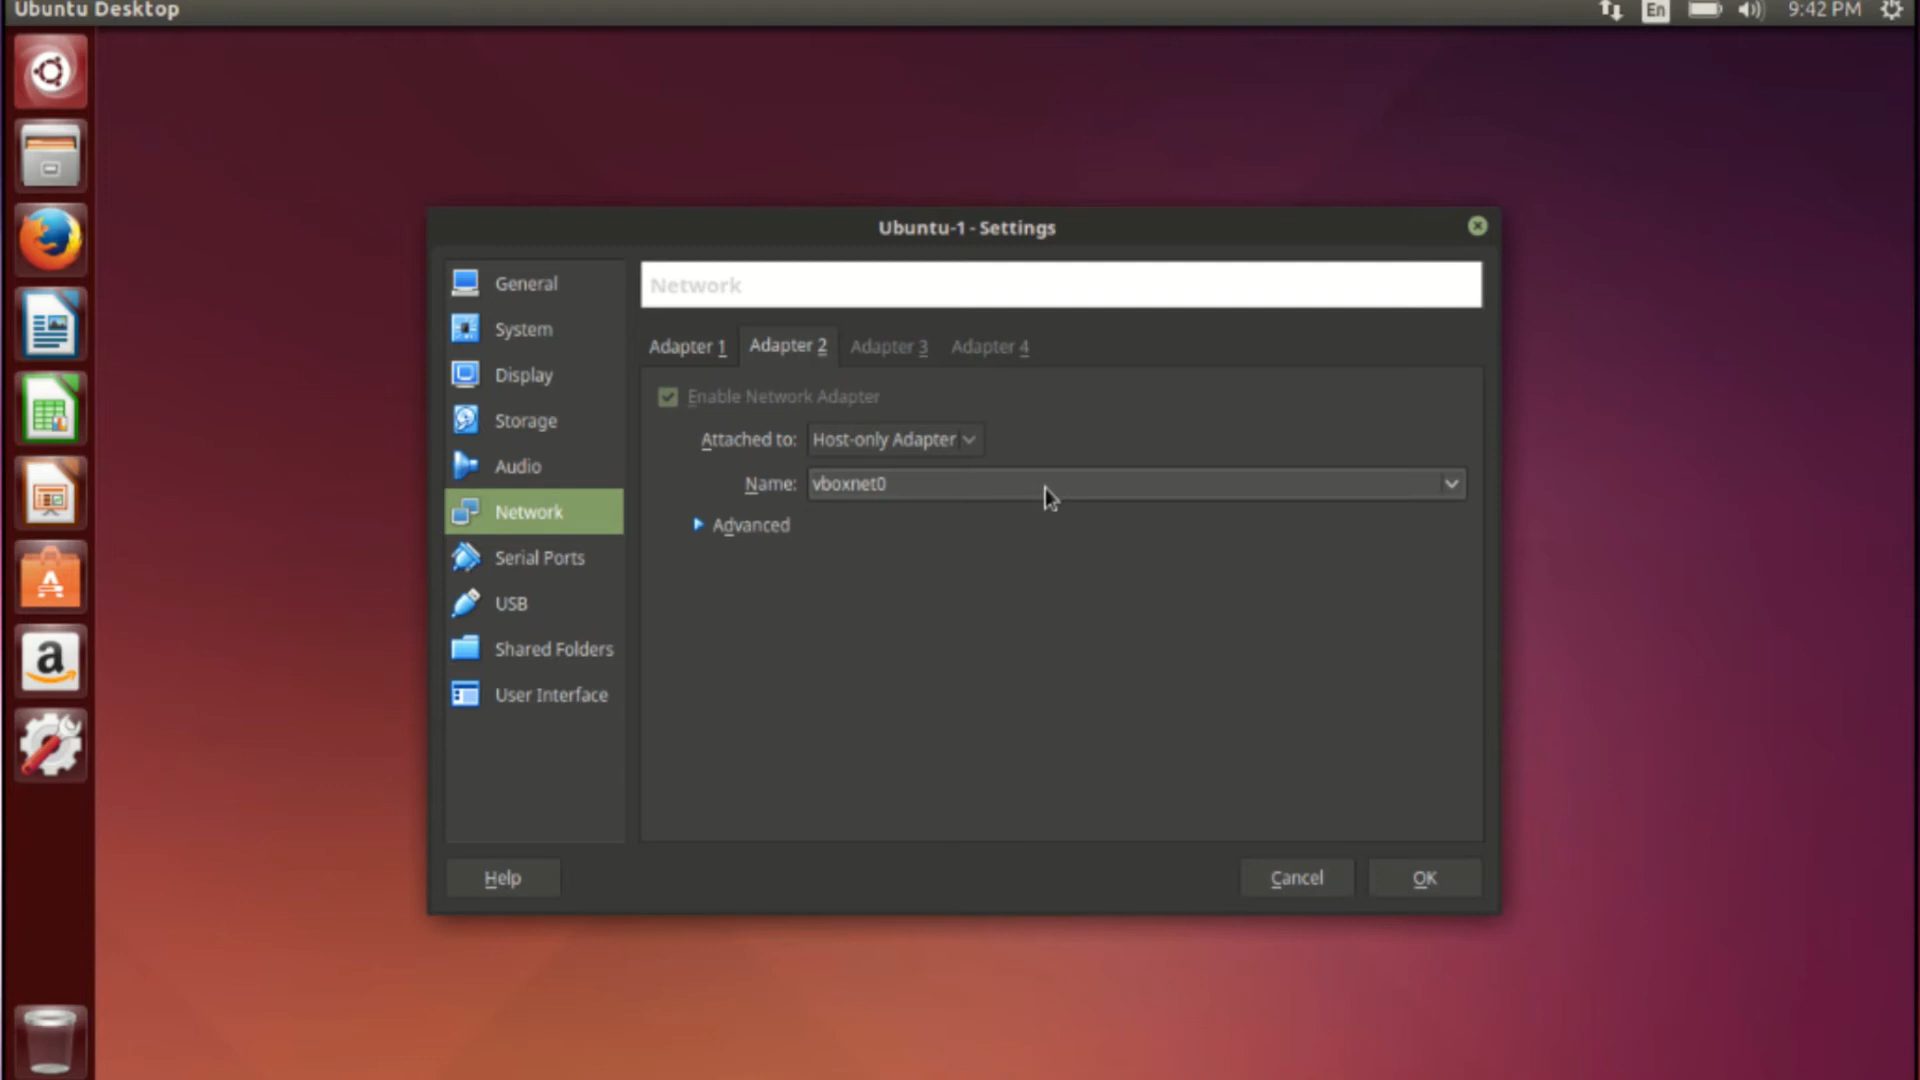 Ubuntu Desktop
En
9:42 PM
Ubuntu-1 - Settings
General
System
Display
Storage
Audio
Network
Serial Ports
USB
Shared Folders
User Interface
Network
Adapter 1
Adapter 2
Adapter 3
Adapter 4
Enable Network Adapter
Attached to: Host-only Adapter
Name: vboxnet0
Advanced
Help
Cancel
OK